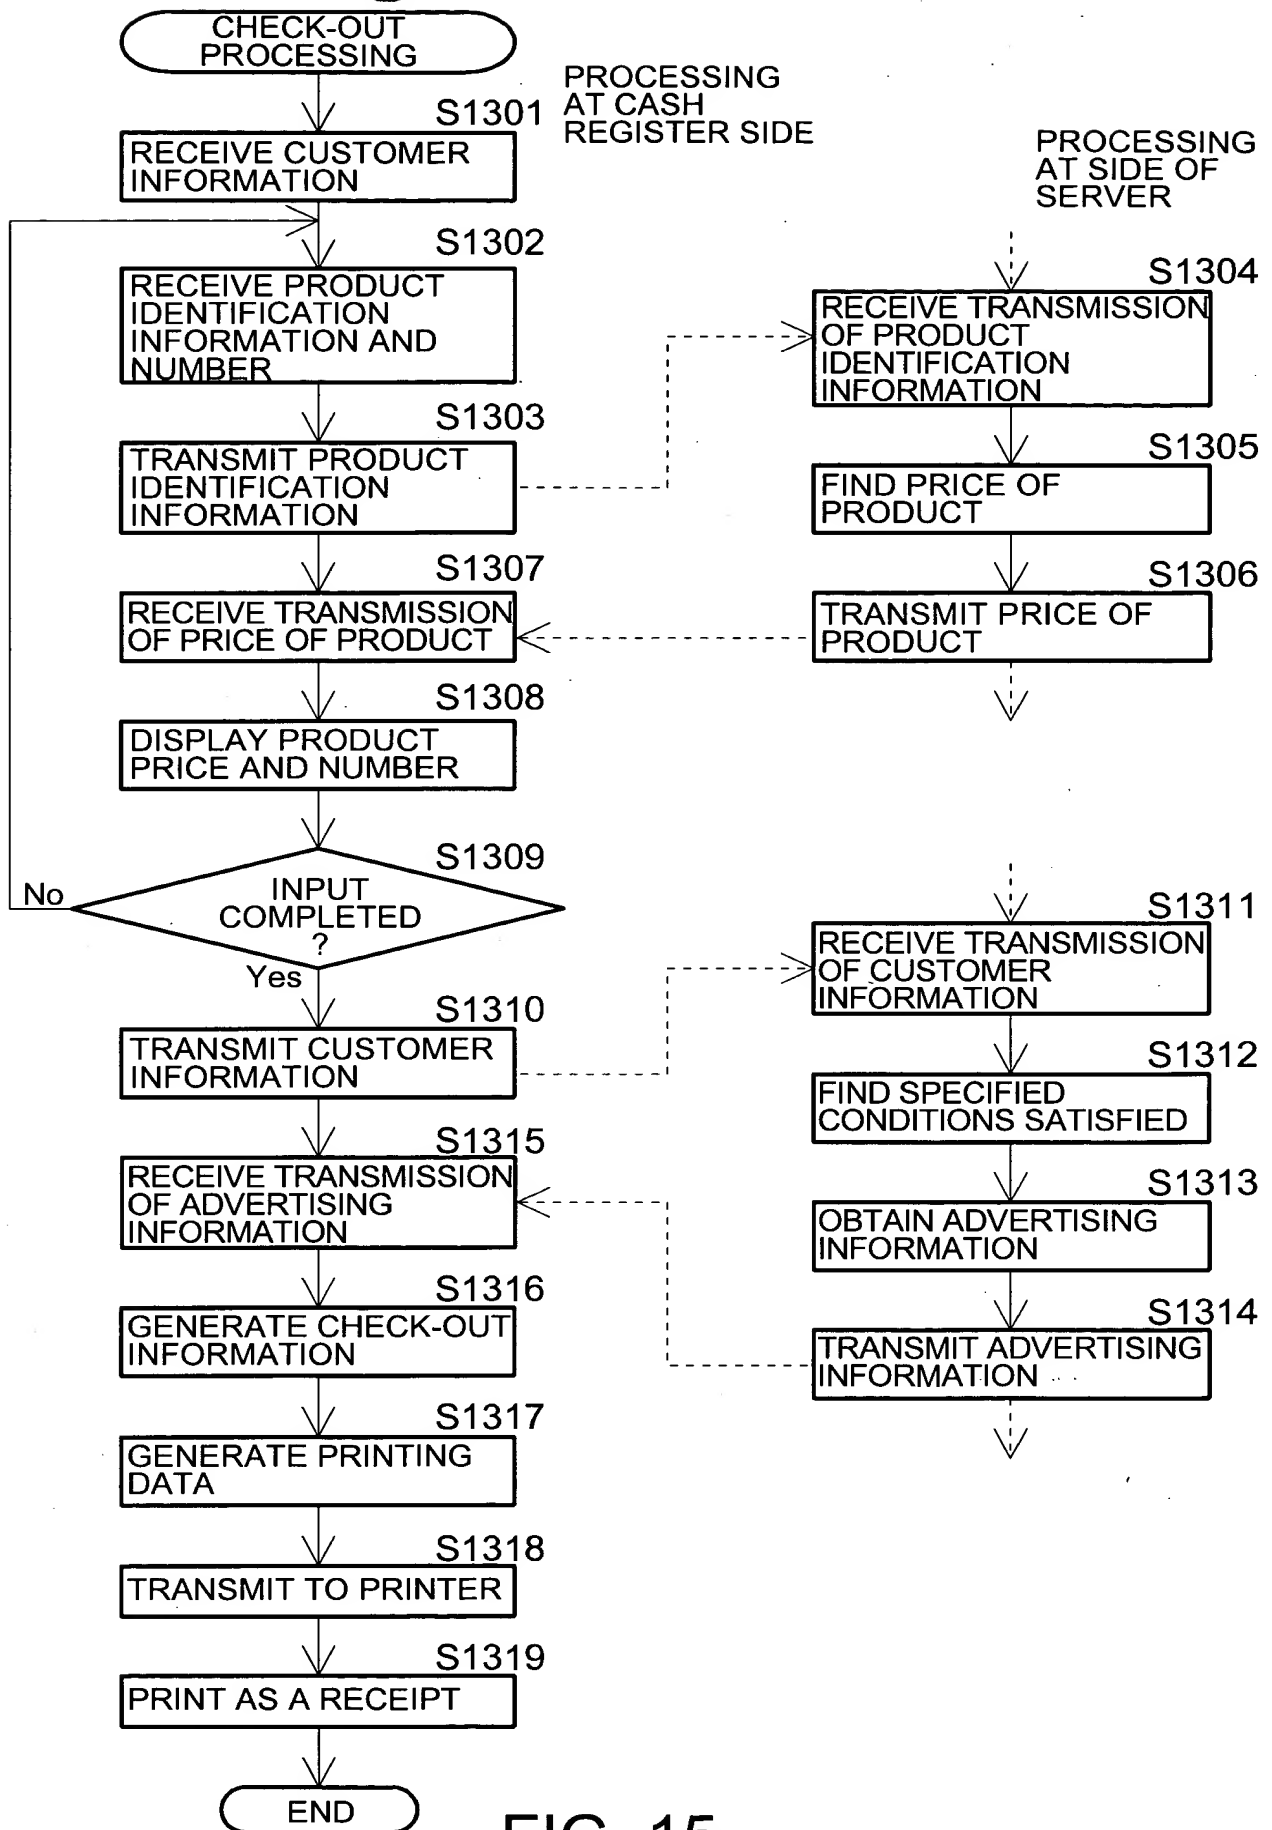 CHECK-OUT
PROCESSING
PROCESSING
AT CASH
REGISTER SIDE
S1301
RECEIVE CUSTOMER
INFORMATION
S1302
RECEIVE PRODUCT
IDENTIFICATION
INFORMATION AND
NUMBER
S1303
TRANSMIT PRODUCT
IDENTIFICATION
INFORMATION
S1307
RECEIVE TRANSMISSION
OF PRICE OF PRODUCT
S1308
DISPLAY PRODUCT
PRICE AND NUMBER
S1309
INPUT
COMPLETED
?
No
Yes
S1310
TRANSMIT CUSTOMER
INFORMATION
S1315
RECEIVE TRANSMISSION
OF ADVERTISING
INFORMATION
S1316
GENERATE CHECK-OUT
INFORMATION
S1317
GENERATE PRINTING
DATA
S1318
TRANSMIT TO PRINTER
S1319
PRINT AS A RECEIPT
END
PROCESSING
AT SIDE OF
SERVER
S1304
RECEIVE TRANSMISSION
OF PRODUCT
IDENTIFICATION
INFORMATION
S1305
FIND PRICE OF
PRODUCT
S1306
TRANSMIT PRICE OF
PRODUCT
S1311
RECEIVE TRANSMISSION
OF CUSTOMER
INFORMATION
S1312
FIND SPECIFIED
CONDITIONS SATISFIED
S1313
OBTAIN ADVERTISING
INFORMATION
S1314
TRANSMIT ADVERTISING
INFORMATION
FIG. 15